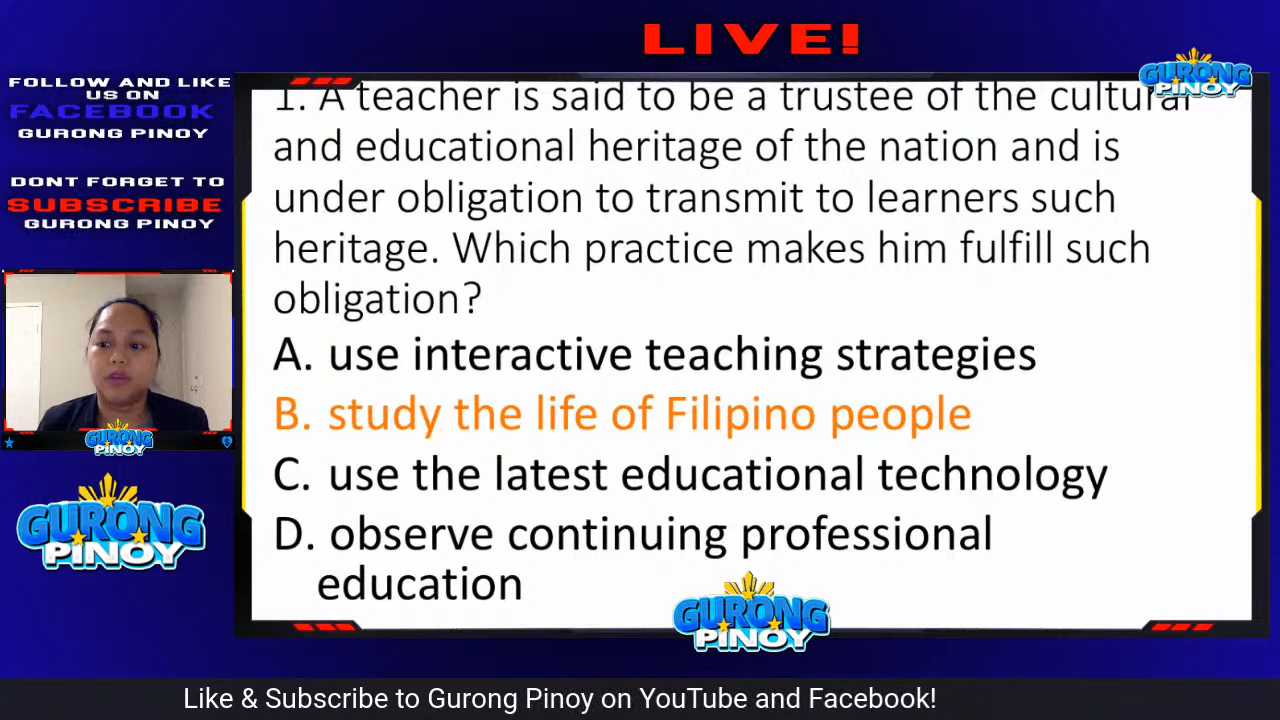 LIVE!
FOLLOW AND LIKE
US ON
FACEBOOK
GURONG PINOY
DONT FORGET TO
SUBSCRIBE
GURONG PINOY
GURONG
PINOY
1. A teacher is said to be a trustee of the cultural
and educational heritage of the nation and is
under obligation to transmit to learners such
heritage. Which practice makes him fulfill such
obligation?
A. use interactive teaching strategies
B. study the life of Filipino people
C. use the latest educational technology
D. observe continuing professional
education
GURONG
PINOY
GURONG
PINOY
GURONG
PINOY
Like & Subscribe to Gurong Pinoy on YouTube and Facebook!